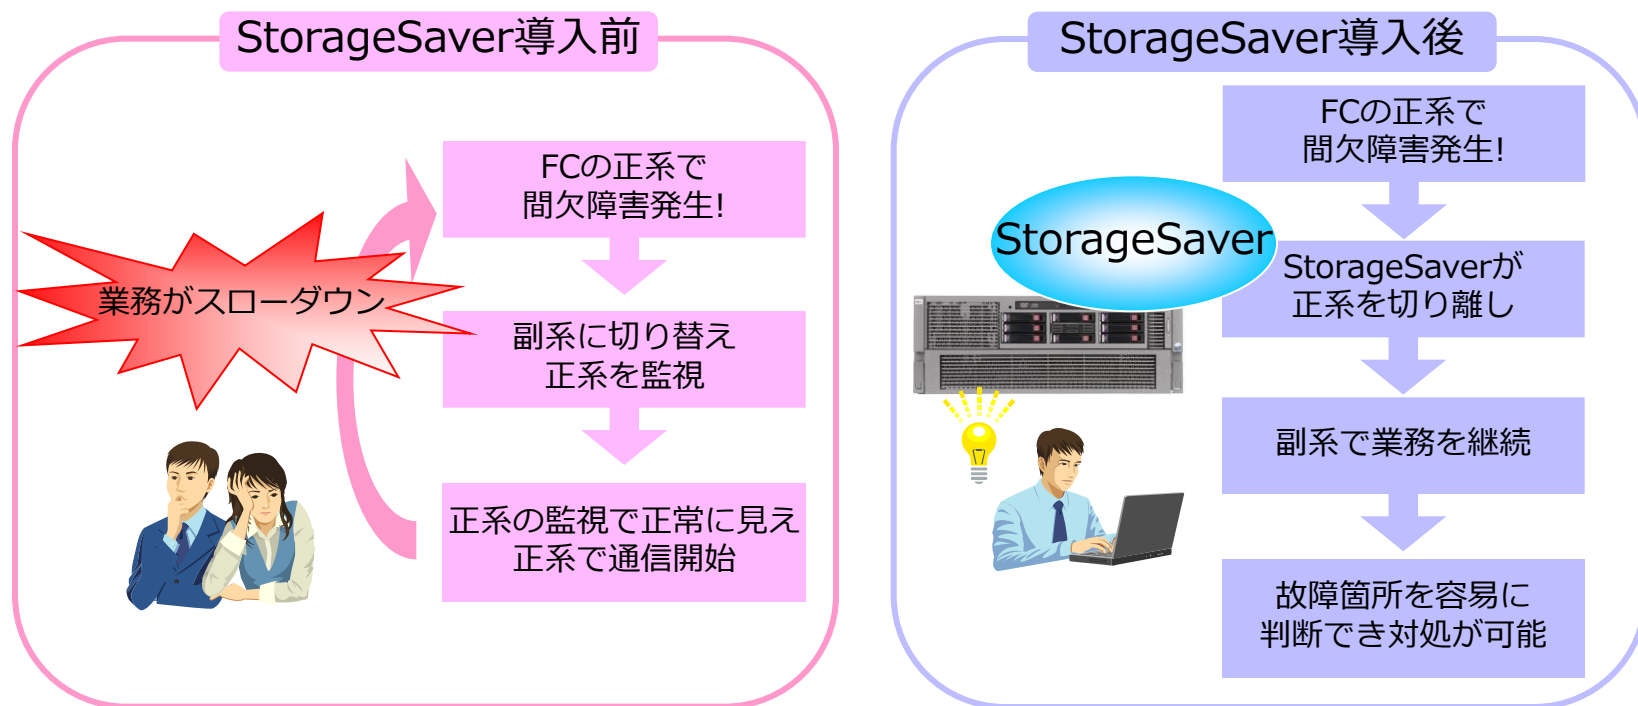 StorageSaver導入前
FCの正系で
間欠障害発生!
業務がスローダウン
副系に切り替え
正系を監視
正系の監視で正常に見え
正系で通信開始
StorageSaver導入後
FCの正系で
間欠障害発生!
StorageSaver
StorageSaverが
正系を切り離し
副系で業務を継続
故障箇所を容易に
判断でき対処が可能